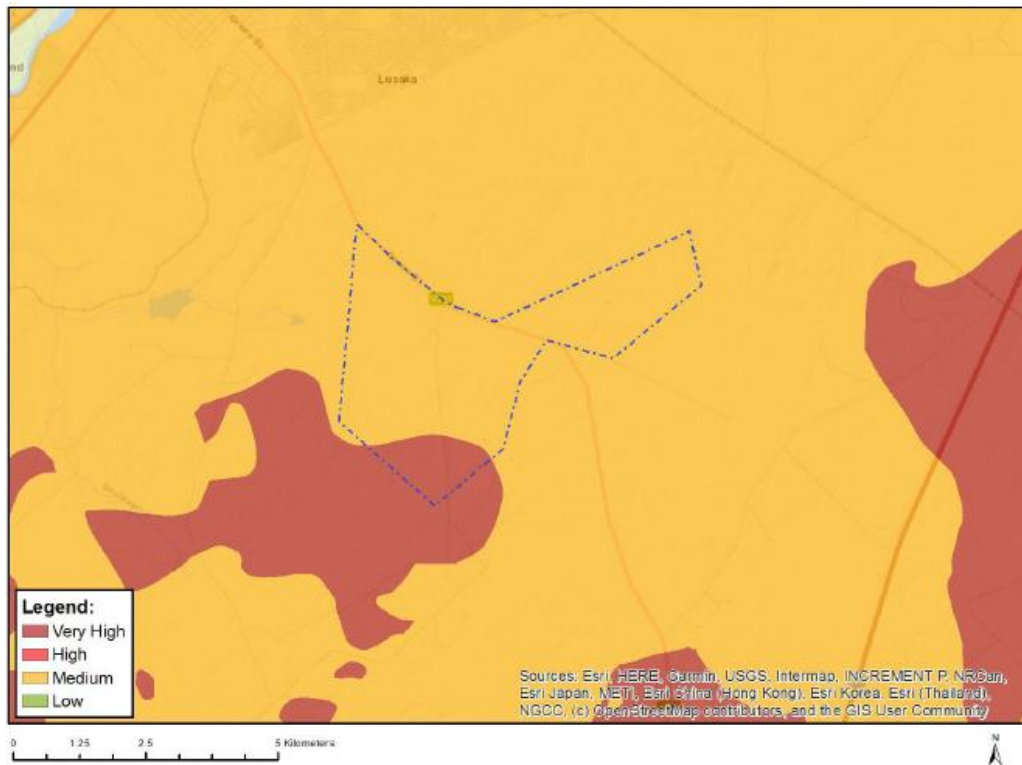 Lusaka
Legend:
Very High
High
Medium
Low
Sources: Esri, HERE, Garmin, USGS, Intermap, INCREMENT P, NRCan,
Esri Japan, METI, Esri China (Hong Kong), Esri Korea, Esri (Thailand),
NGCC, (c) OpenStreetMap contributors, and the GIS User Community
0 1.25 2.5 5 Kilometers
N